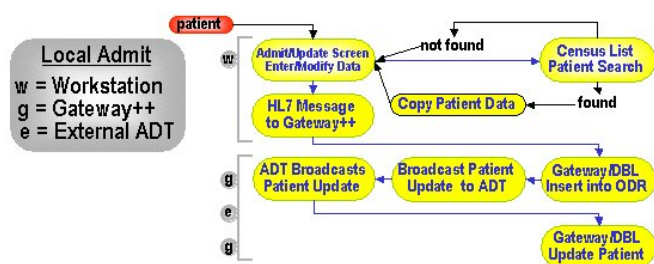 patient
Local Admit
w = Workstation
g = Gateway++
e = External ADT
w
Admit/Update Screen
Enter/Modify Data
not found
Census List
Patient Search
HL7 Message
to Gateway++
Copy Patient Data
found
g
ADT Broadcasts
Patient Update
Broadcast Patient
Update to ADT
Gateway/DBL
Insert into ODR
e
g
Gateway/DBL
Update Patient